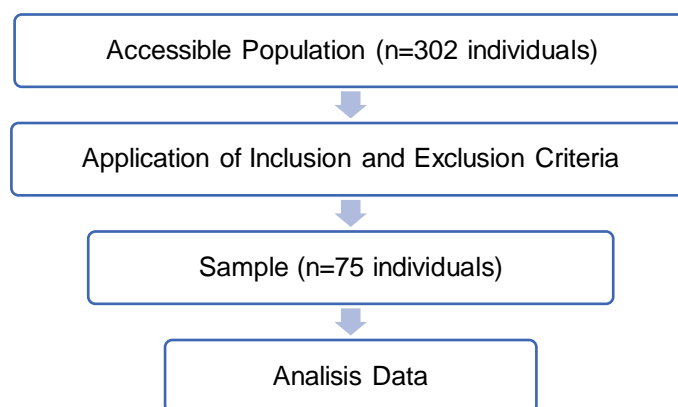 Accessible Population (n=302 individuals)
Application of Inclusion and Exclusion Criteria
Sample (n=75 individuals)
Analisis Data